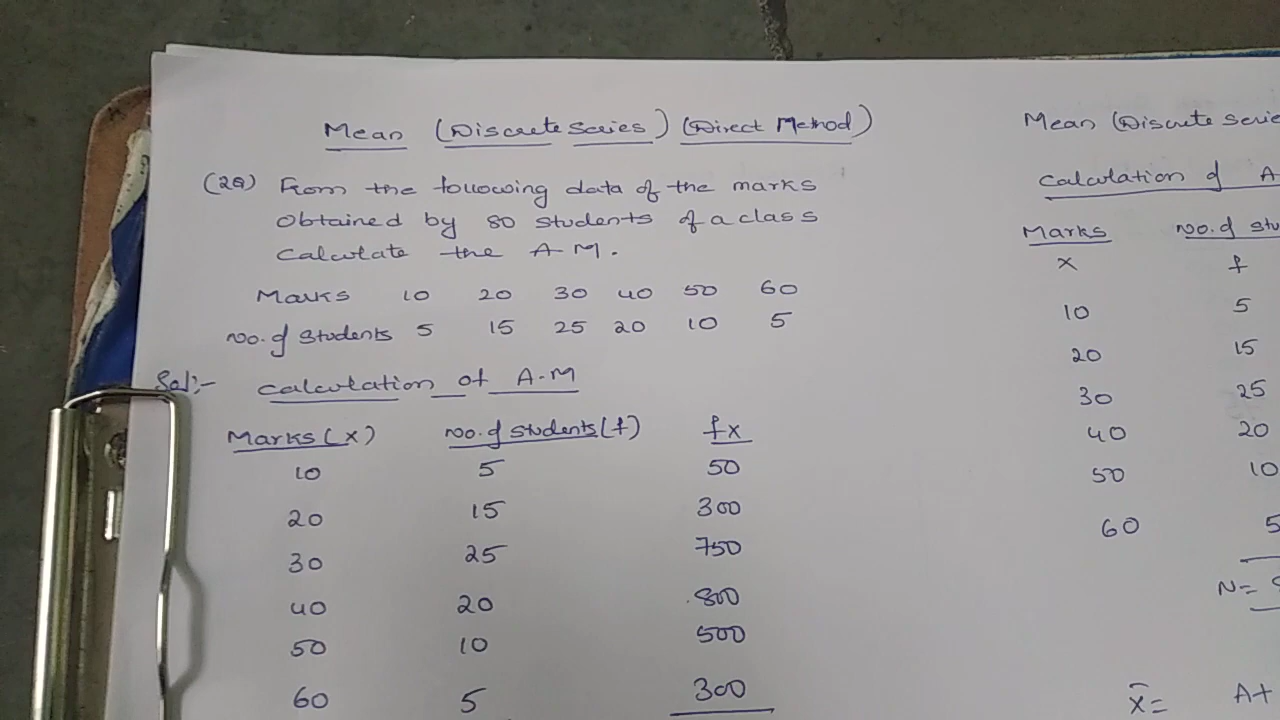 Mean (Discrete Series) (Direct Method)
(2Q) From the following data of the marks
obtained by 80 students of a class
Calculate the A.M.
Marks 10 20 30 40 50 60
No. of Students 5 15 25 20 10 5
Sol:- Calculation of A.M
Marks (x) No. of Students (f) fx
10 5 50
20 15 300
30 25 750
40 20 800
50 10 500
60 5 300
Mean (Discrete Serie
Calculation of A
Marks No. of Stu
x f
10 5
20 15
30 25
40 20
50 10
60 5
N=
x̄ = A+